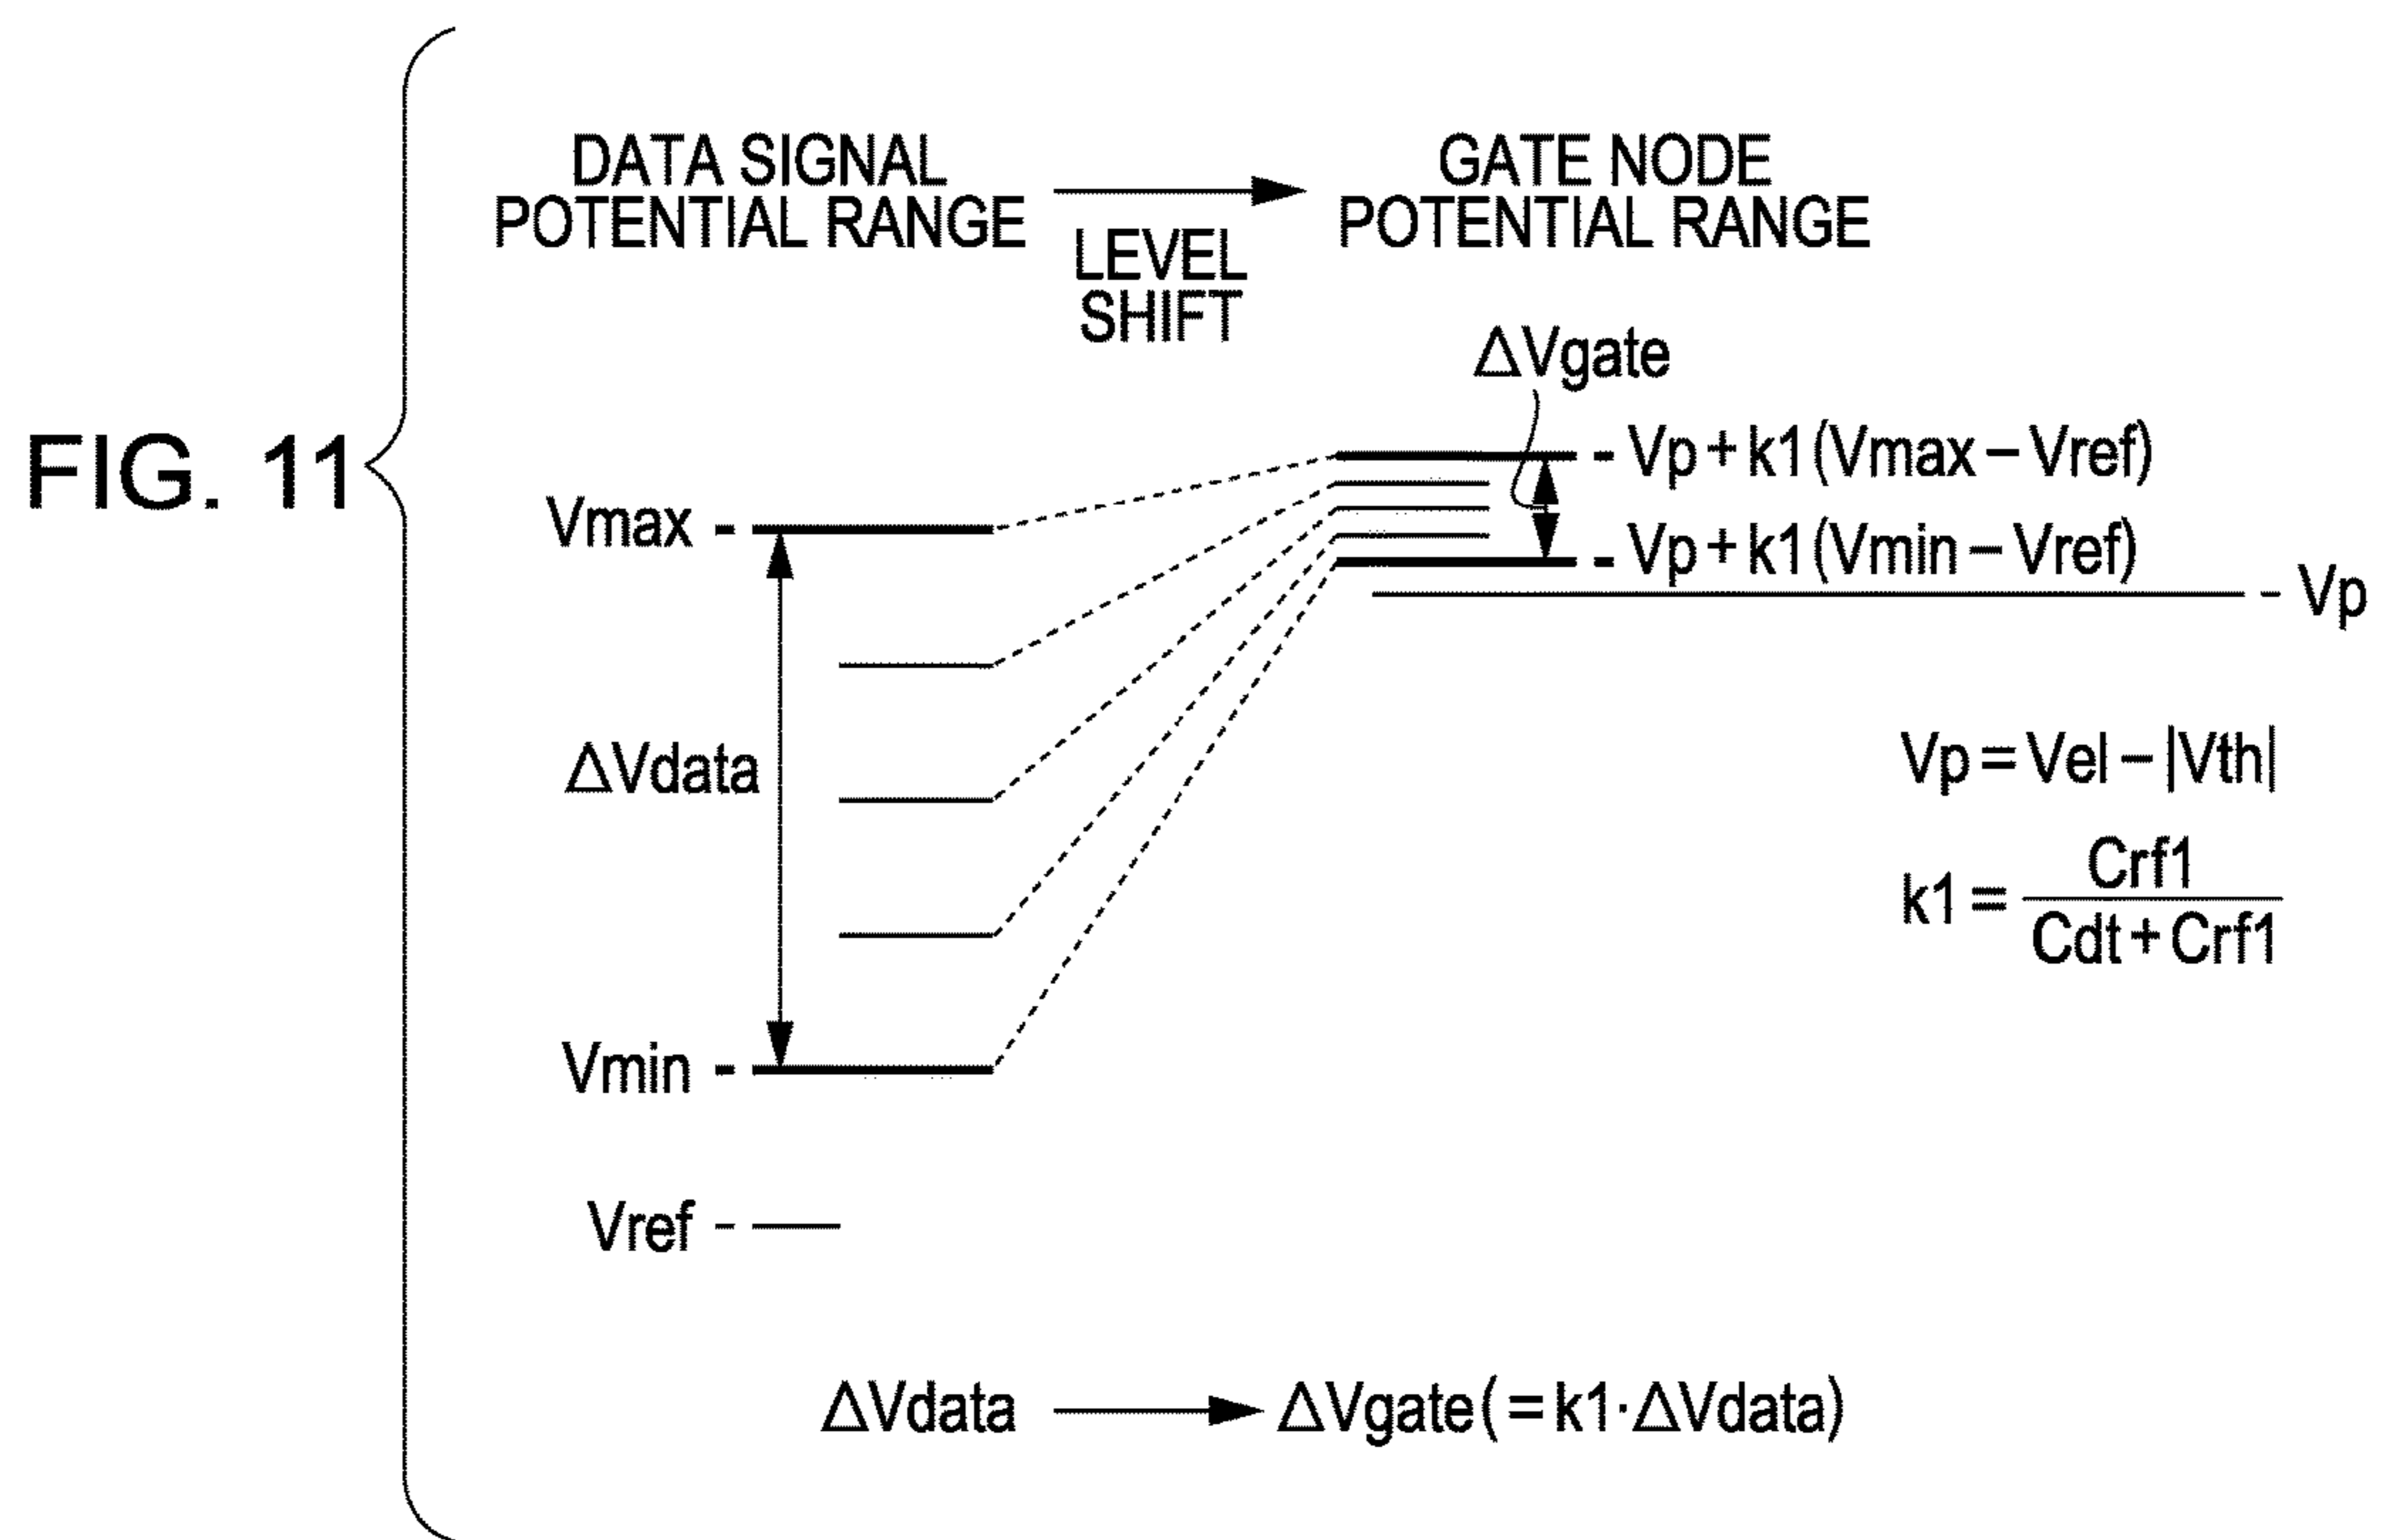 FIG. 11
DATA SIGNAL
POTENTIAL RANGE
LEVEL
SHIFT
GATE NODE
POTENTIAL RANGE
ΔVgate
Vp + k1 (Vmax − Vref)
Vmax
Vp + k1 (Vmin − Vref)
Vp
ΔVdata
Vp = Vel − |Vth|
k1 = Crf1
Cdt + Crf1
Vmin
Vref
ΔVdata → ΔVgate (= k1·ΔVdata)